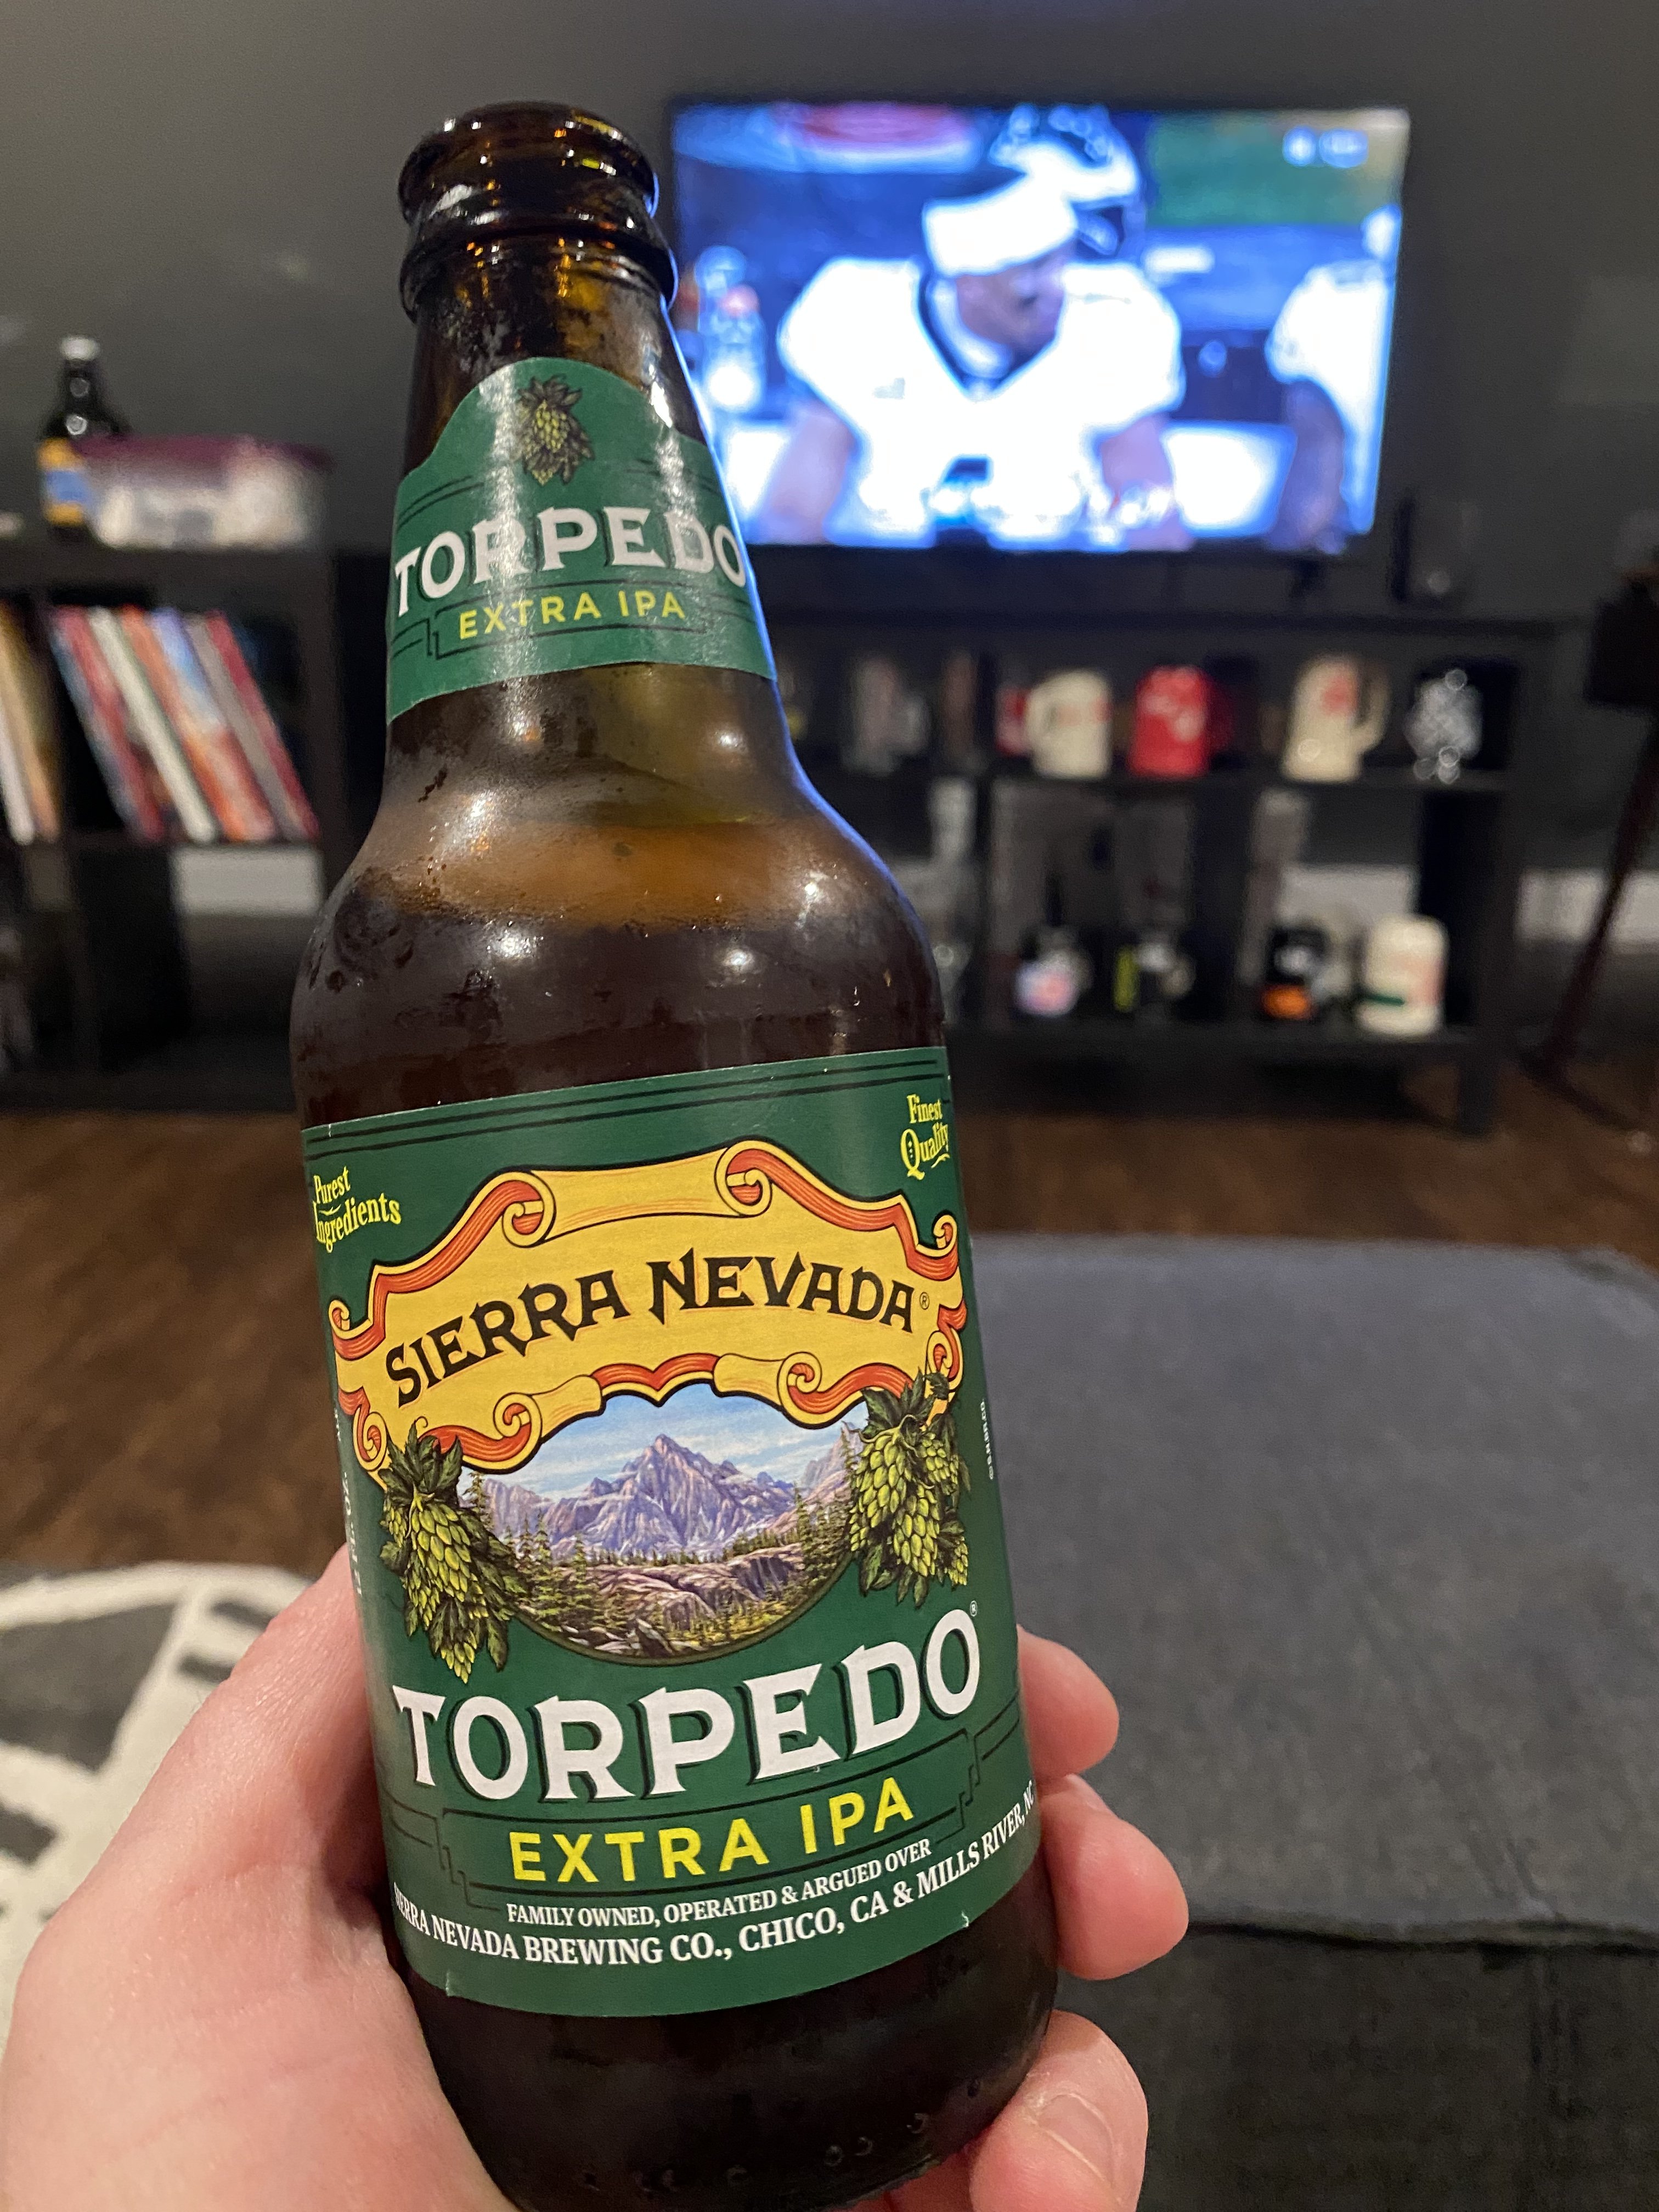 TORPEDO
EXTRA IPA
Finest
Quality
Purest
Ingredients
SIERRA NEVADA®
TORPEDO®
EXTRA IPA
FAMILY OWNED, OPERATED & ARGUED OVER
SIERRA NEVADA BREWING CO., CHICO, CA & MILLS RIVER, NC